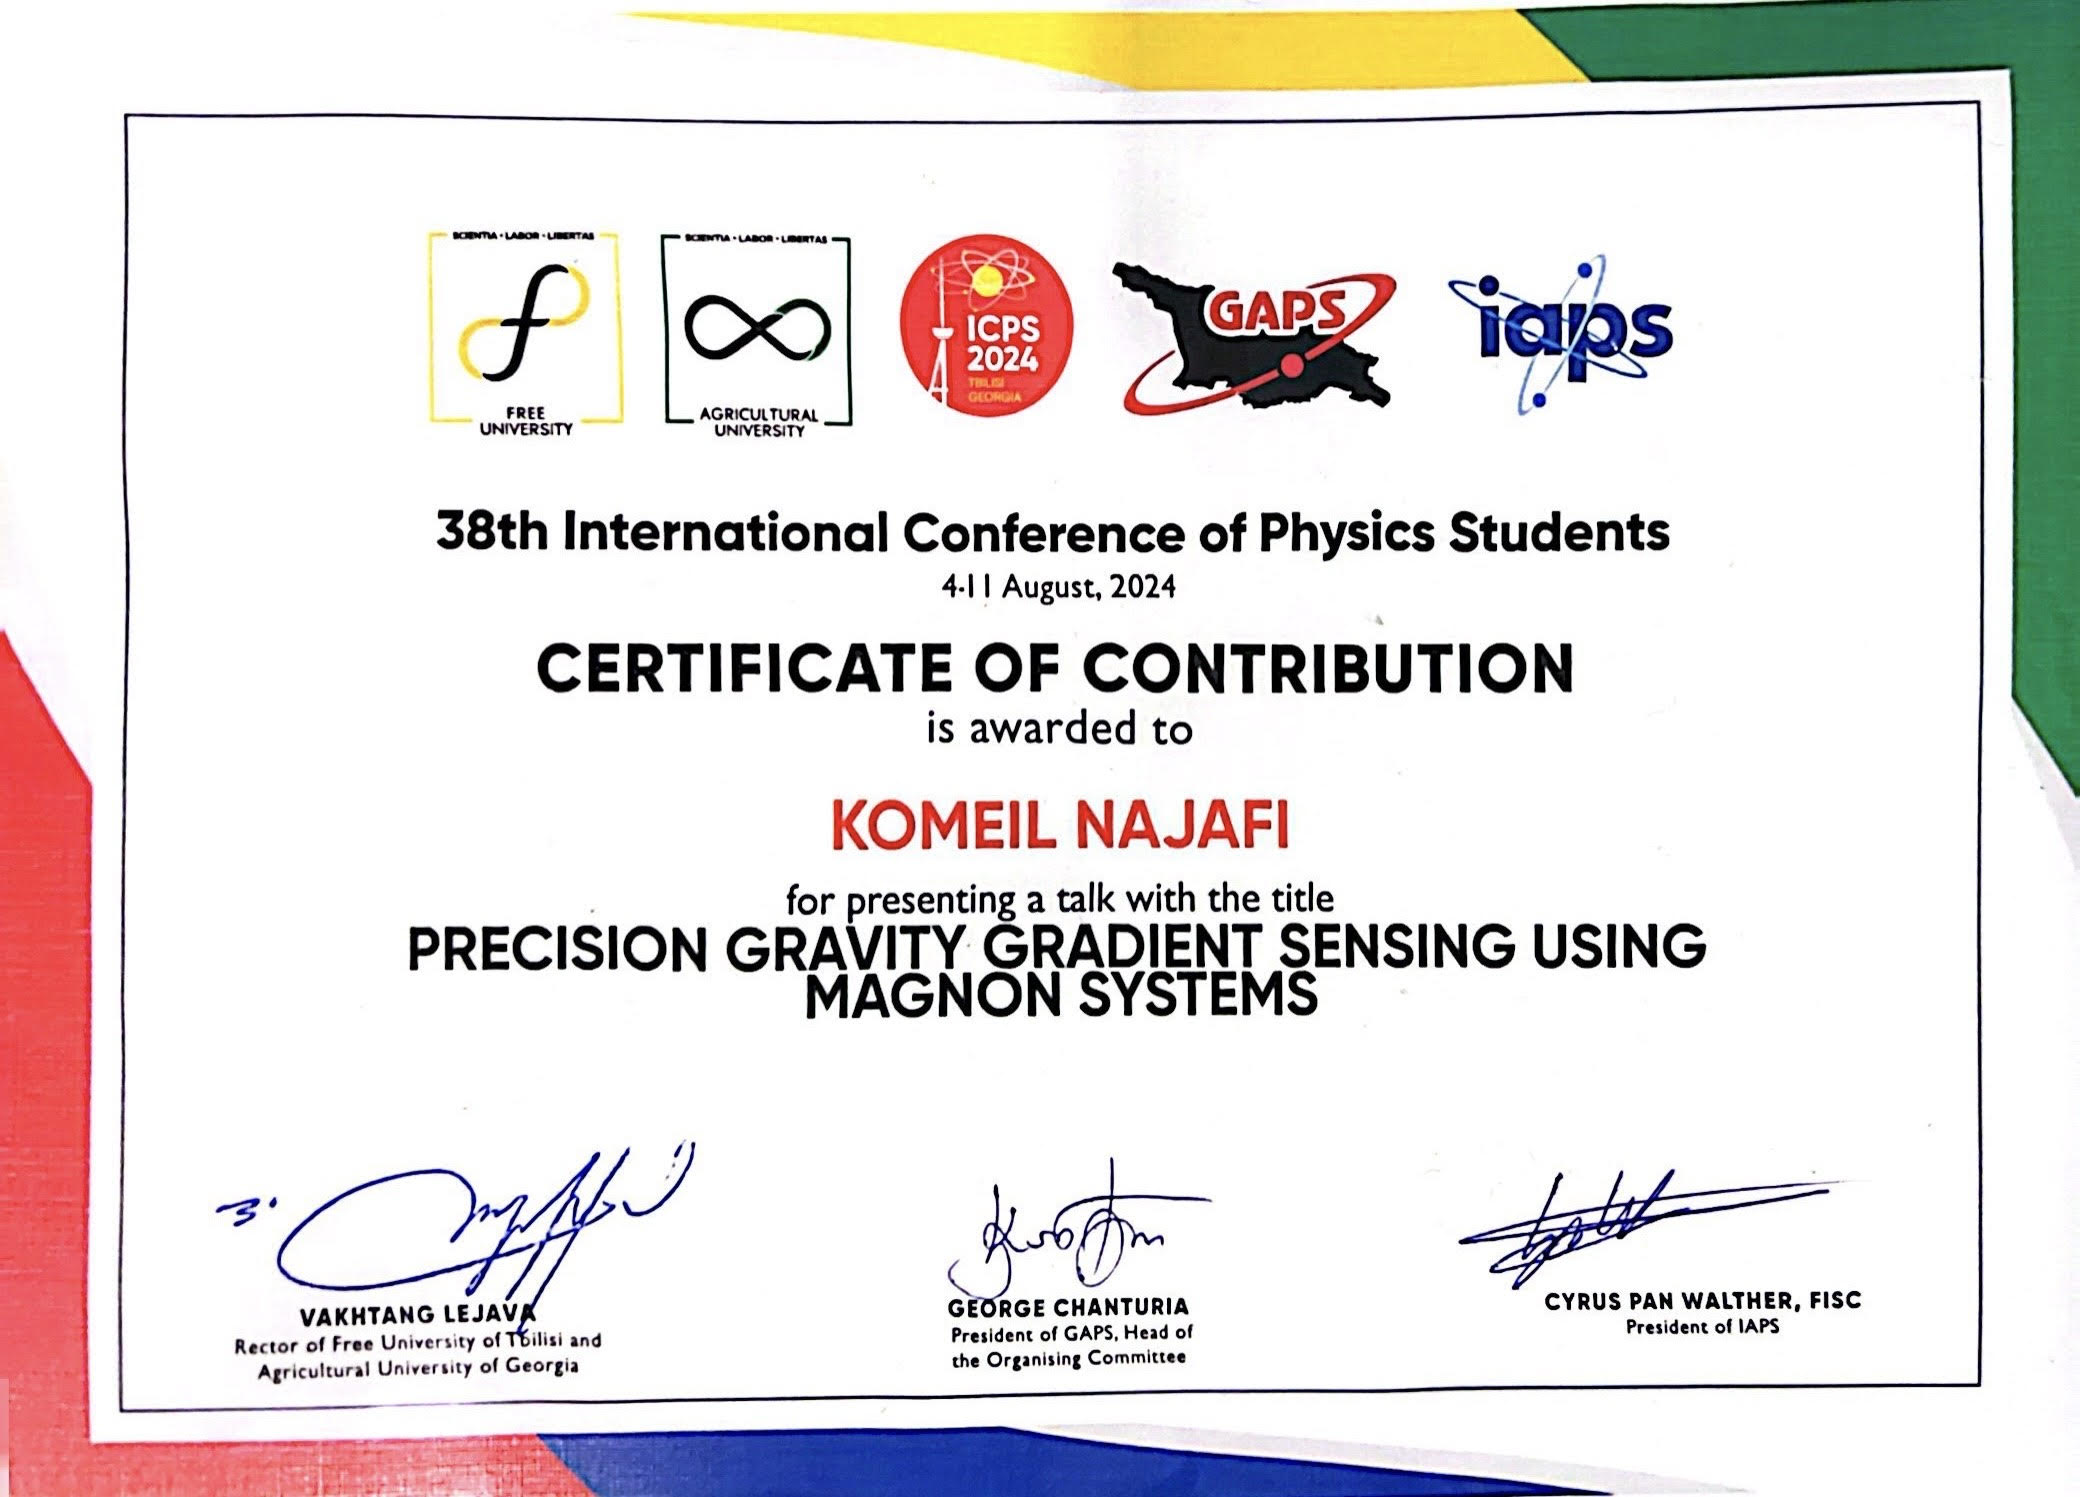 SCIENTIA · LABOR · LIBERTAS
FREE
UNIVERSITY
SCIENTIA · LABOR · LIBERTAS
AGRICULTURAL
UNIVERSITY
ICPS
2024
TBILISI
GEORGIA
GAPS
iaps
38th International Conference of Physics Students
4-11 August, 2024
CERTIFICATE OF CONTRIBUTION
is awarded to
KOMEIL NAJAFI
for presenting a talk with the title
PRECISION GRAVITY GRADIENT SENSING USING
MAGNON SYSTEMS
VAKHTANG LEJAVA
Rector of Free University of Tbilisi and
Agricultural University of Georgia
GEORGE CHANTURIA
President of GAPS, Head of
the Organising Committee
CYRUS PAN WALTHER, FISC
President of IAPS